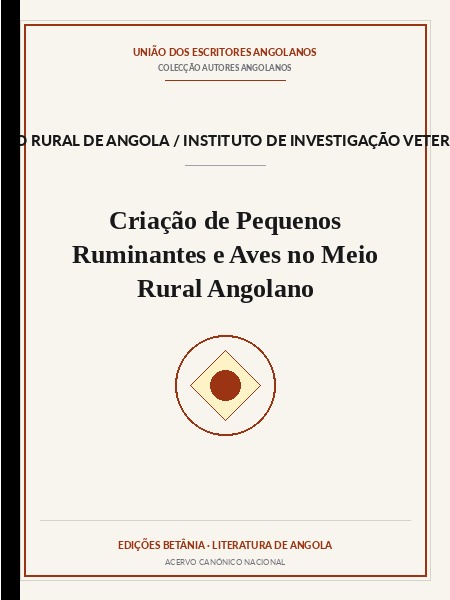 UNIÃO DOS ESCRITORES ANGOLANOS
COLECÇÃO AUTORES ANGOLANOS
RURAL DE ANGOLA / INSTITUTO DE INVESTIGAÇÃO
Criação de Pequenos
Ruminantes e Aves no Meio
Rural Angolano
EDIÇÕES BETÂNIA · LITERATURA DE ANGOLA
ACERVO CANÓNICO NACIONAL